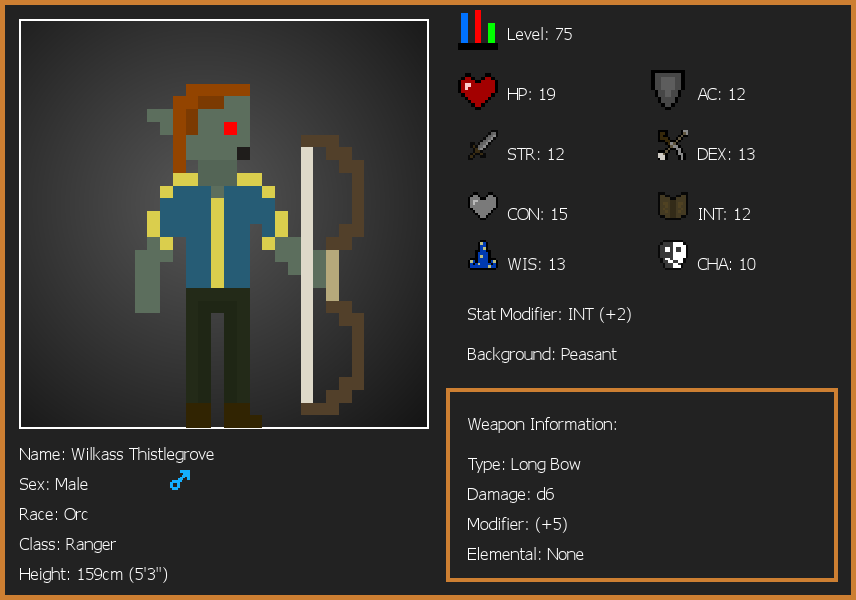 Level: 75
HP: 19
AC: 12
STR: 12
DEX: 13
CON: 15
INT: 12
WIS: 13
CHA: 10
Stat Modifier: INT (+2)
Background: Peasant
Weapon Information:
Type: Long Bow
Damage: d6
Modifier: (+5)
Elemental: None
Name: Wilkass Thistlegrove
Sex: Male
Race: Orc
Class: Ranger
Height: 159cm (5'3")